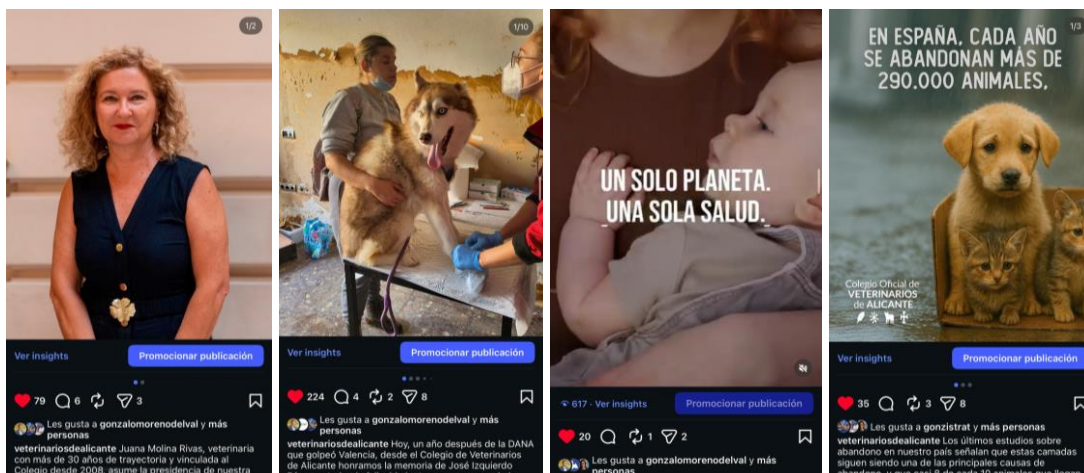 1/2
Ver insights
Promocionar publicación
79
6
3
Les gusta a gonzalomorenodelval y más
personas
veterinariosdealicante Juana Molina Rivas, veterinaria
con más de 30 años de trayectoria y vinculada al
Colegio desde 2008, asume la presidencia de nuestra
1/10
Ver insights
Promocionar publicación
224
4
2
8
Les gusta a gonzalomorenodelval y más
personas
veterinariosdealicante Hoy, un año después de la DANA
que golpeó Valencia, desde el Colegio de Veterinarios
de Alicante honramos la memoria de José Izquierdo
UN SOLO PLANETA.
UNA SOLA SALUD.
617 - Ver insights
Promocionar publicación
20
1
2
Les gusta a gonzalomorenodelval y más
personas
1/3
EN ESPAÑA, CADA AÑO
SE ABANDONAN MÁS DE
290.000 ANIMALES,
Colegio Oficial de
VETERINARIOS
de ALICANTE
Ver insights
Promocionar publicación
35
3
8
Les gusta a gonzistrat y más personas
veterinariosdealicante Los últimos estudios sobre
abandono en nuestro país señalan que estas camadas
siguen siendo una de las principales causas de